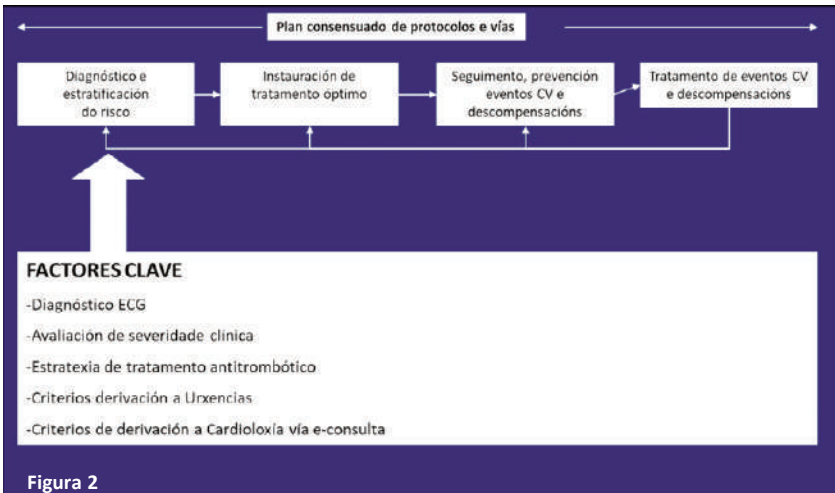 Plan consensuado de protocolos e vías
Diagnóstico e
estratificación
do risco
Instauración de
tratamento óptimo
Seguimento, prevención
eventos CV e
descompensacións
Tratamento de eventos CV
e descompensacións
FACTORES CLAVE
-Diagnóstico ECG
-Avaliación de severidade clínica
-Estratexia de tratamento antitrombótico
-Criterios derivación a Urxencias
-Criterios de derivación a Cardioloxía vía e-consulta
Figura 2